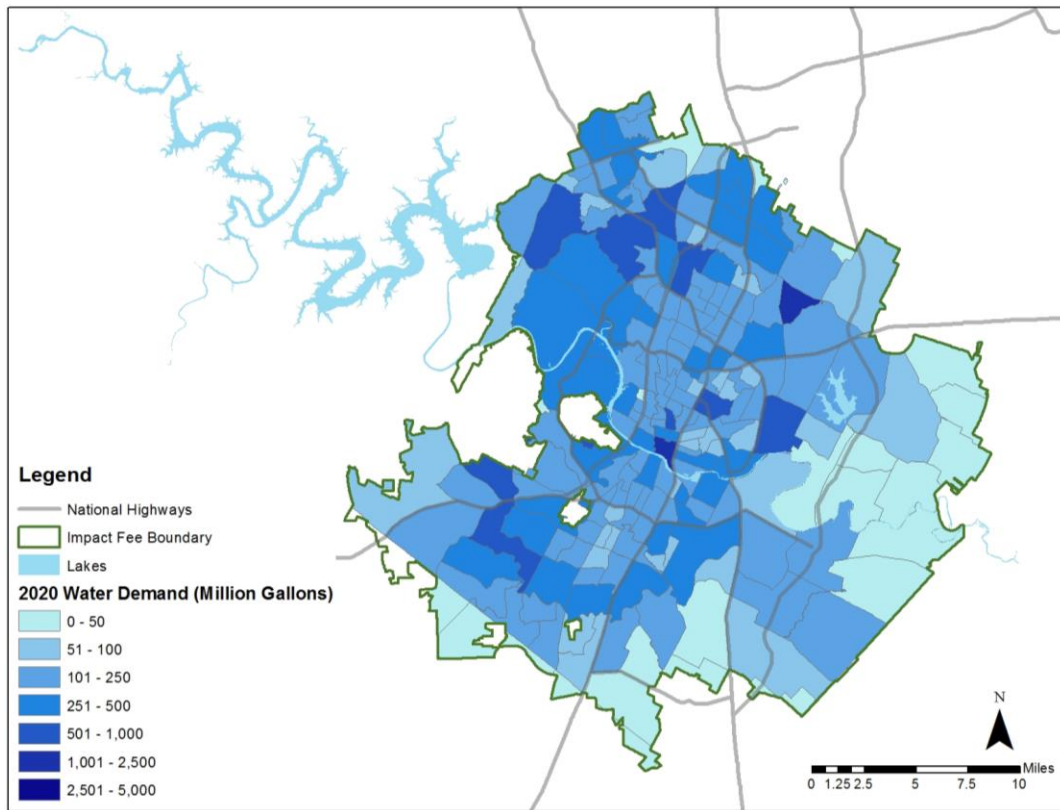 Legend
National Highways
Impact Fee Boundary
Lakes
2020 Water Demand (Million Gallons)
0 - 50
51 - 100
101 - 250
251 - 500
501 - 1,000
1,001 - 2,500
2,501 - 5,000
N
Miles
0 1.25 2.5 5 7.5 10